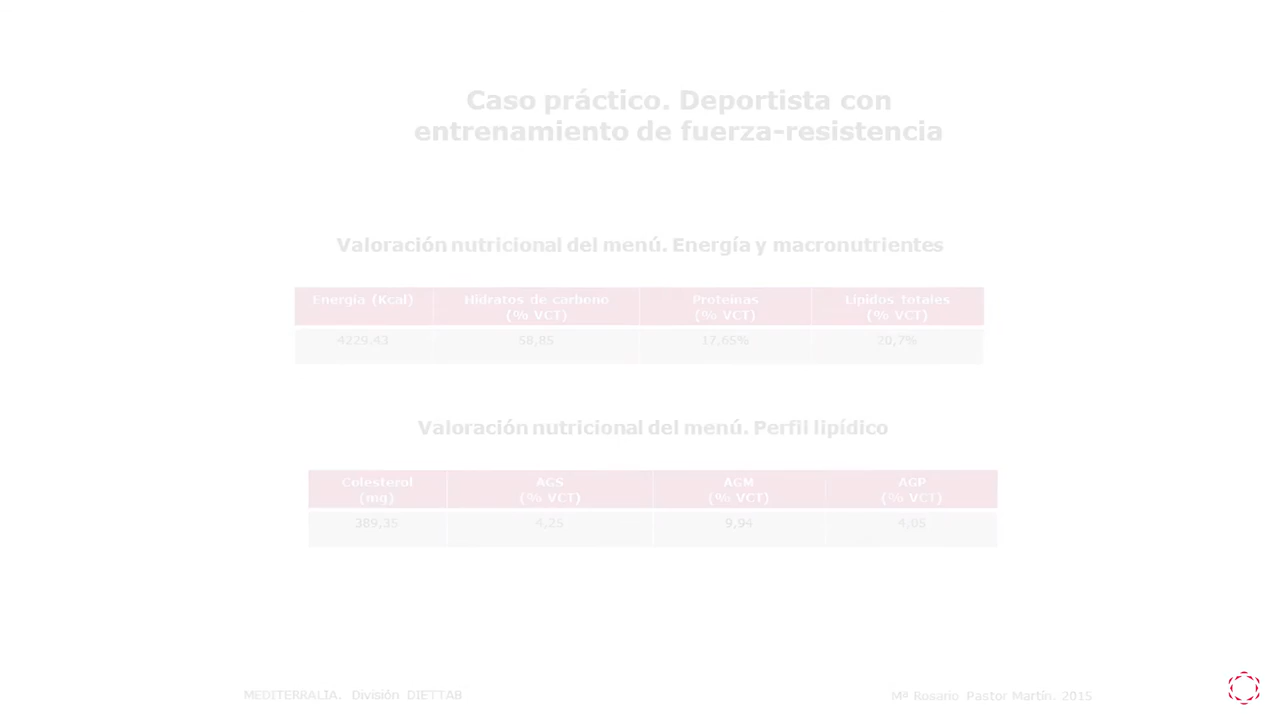 Caso práctico. Deportista con
entrenamiento de fuerza-resistencia
Valoración nutricional del menú. Energía y macronutrientes
Energía (Kcal) Hidratos de carbono (% VCT) Proteínas (% VCT) Lípidos totales (% VCT)
4229,43 58,85 17,65% 20,7%
Valoración nutricional del menú. Perfil lipídico
Colesterol (mg) AGS (% VCT) AGM (% VCT) AGP (% VCT)
389,35 4,25 9,94 4,05
MEDITERRALIA. División DIETTAB
Mª Rosario Pastor Martín. 2015